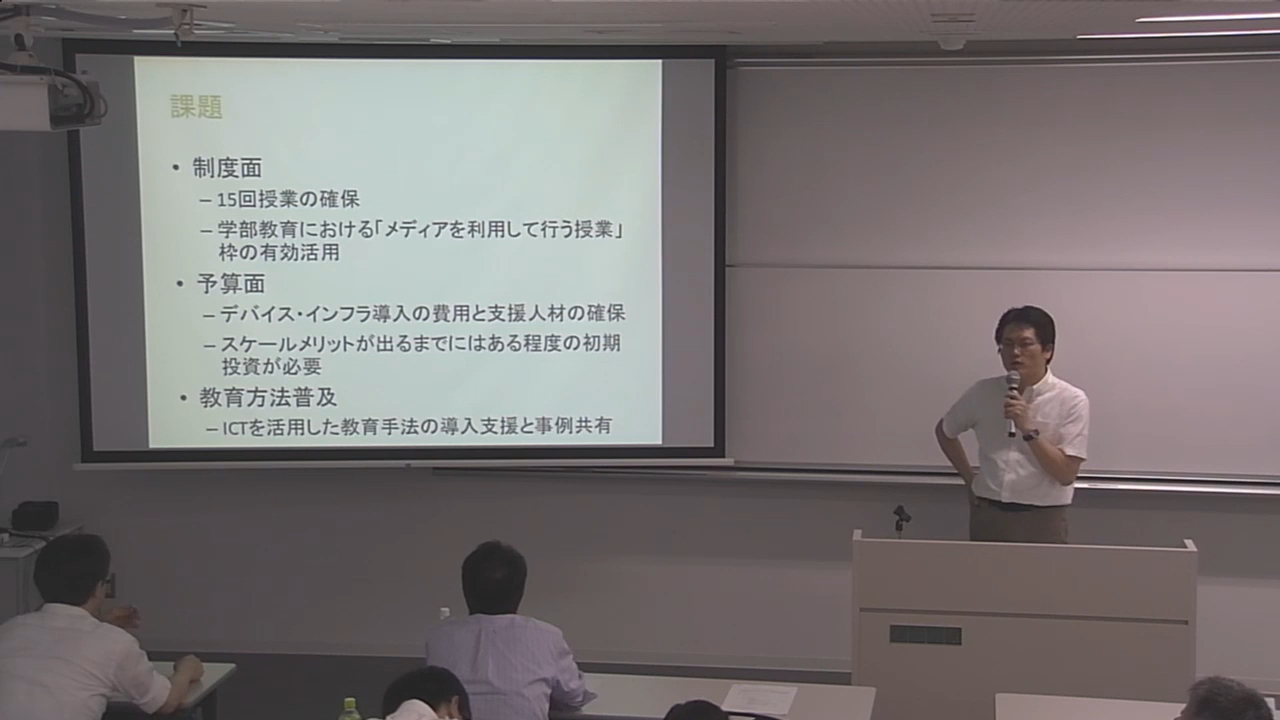 課題
• 制度面
– 15回授業の確保
– 学部教育における「メディアを利用して行う授業」
枠の有効活用
• 予算面
– デバイス・インフラ導入の費用と支援人材の確保
– スケールメリットが出るまでにはある程度の初期
投資が必要
• 教育方法普及
– ICTを活用した教育手法の導入支援と事例共有